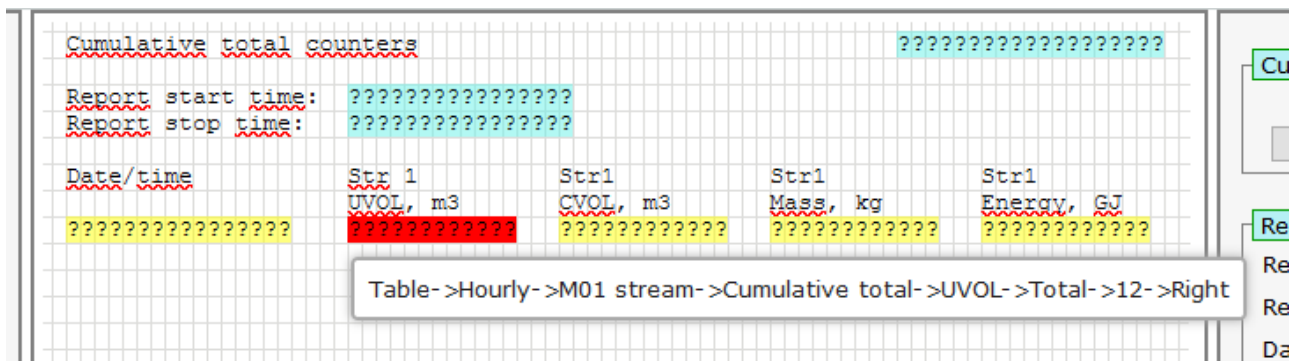 Cumulative total counters ???????????????????
Report start time: ????????????????
Report stop time: ????????????????
Date/time Str 1 Str1 Str1 Str1
UVOL, m3 CVOL, m3 Mass, kg Energy, GJ
???????????????? ???????????? ???????????? ???????????? ????????????
Table->Hourly->M01 stream->Cumulative total->UVOL->Total->12->Right
Cu
Re
Re
Re
Da